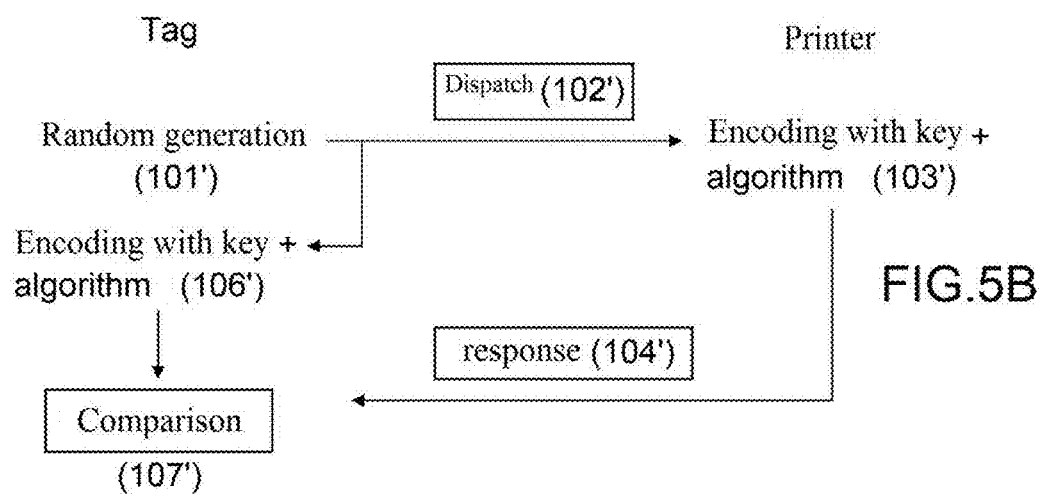 Tag
Printer
Dispatch (102')
Random generation
(101')
Encoding with key +
algorithm (103')
Encoding with key +
algorithm (106')
FIG.5B
response (104')
Comparison
(107')